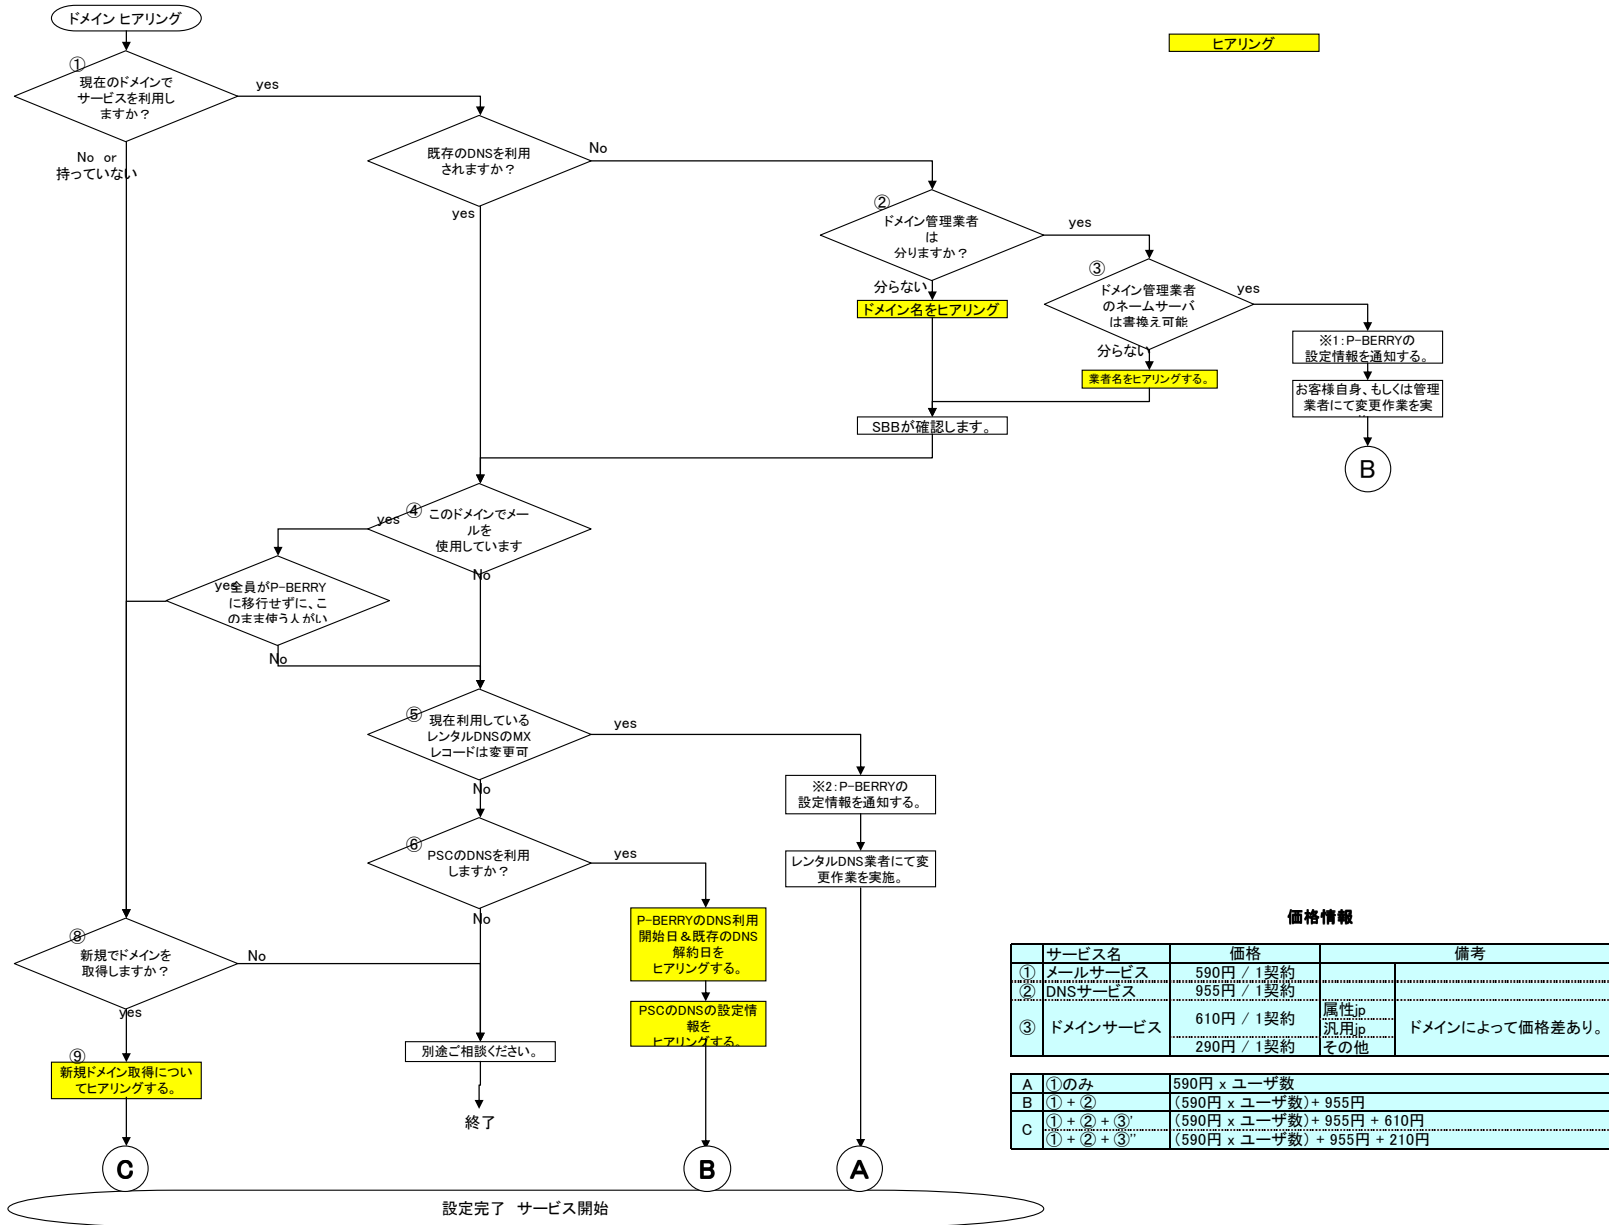 ドメイン ヒアリング
ヒアリング
①
現在のドメインで
サービスを利用し
ますか？
yes
No or
持っていない
既存のDNSを利用
されますか？
No
yes
②
ドメイン管理業者
は
分りますか？
yes
分らない
ドメイン名をヒアリング
③
ドメイン管理業者
のネームサーバ
は書換え可能
yes
分らない
業者名をヒアリングする。
※1：P-BERRYの
設定情報を通知する。
お客様自身、もしくは管理
業者にて変更作業を実
B
SBBが確認します。
④
このドメインでメー
ルを
使用しています
yes
No
全員がP-BERRY
に移行せずに、こ
のまま使う人がい
yes
No
⑤
現在利用している
レンタルDNSのMX
レコードは変更可
yes
No
※2：P-BERRYの
設定情報を通知する。
レンタルDNS業者にて変
更作業を実施。
⑥
PSCのDNSを利用
しますか？
yes
No
P-BERRYのDNS利用
開始日＆既存のDNS
解約日を
ヒアリングする。
PSCのDNSの設定情
報を
ヒアリングする。
⑧
新規でドメインを
取得しますか？
No
yes
⑨
新規ドメイン取得につい
てヒアリングする。
別途ご相談ください。
終了
C
B
A
設定完了 サービス開始
価格情報
サービス名 価格 備考
① メールサービス 590円 / 1契約
② DNSサービス 955円 / 1契約
③ ドメインサービス 610円 / 1契約 属性jp
汎用jp ドメインによって価格差あり。
290円 / 1契約 その他
A ①のみ 590円 x ユーザ数
B ① + ② (590円 x ユーザ数)+ 955円
C ① + ② + ③' (590円 x ユーザ数)+ 955円 + 610円
① + ② + ③'' (590円 x ユーザ数) + 955円 + 210円